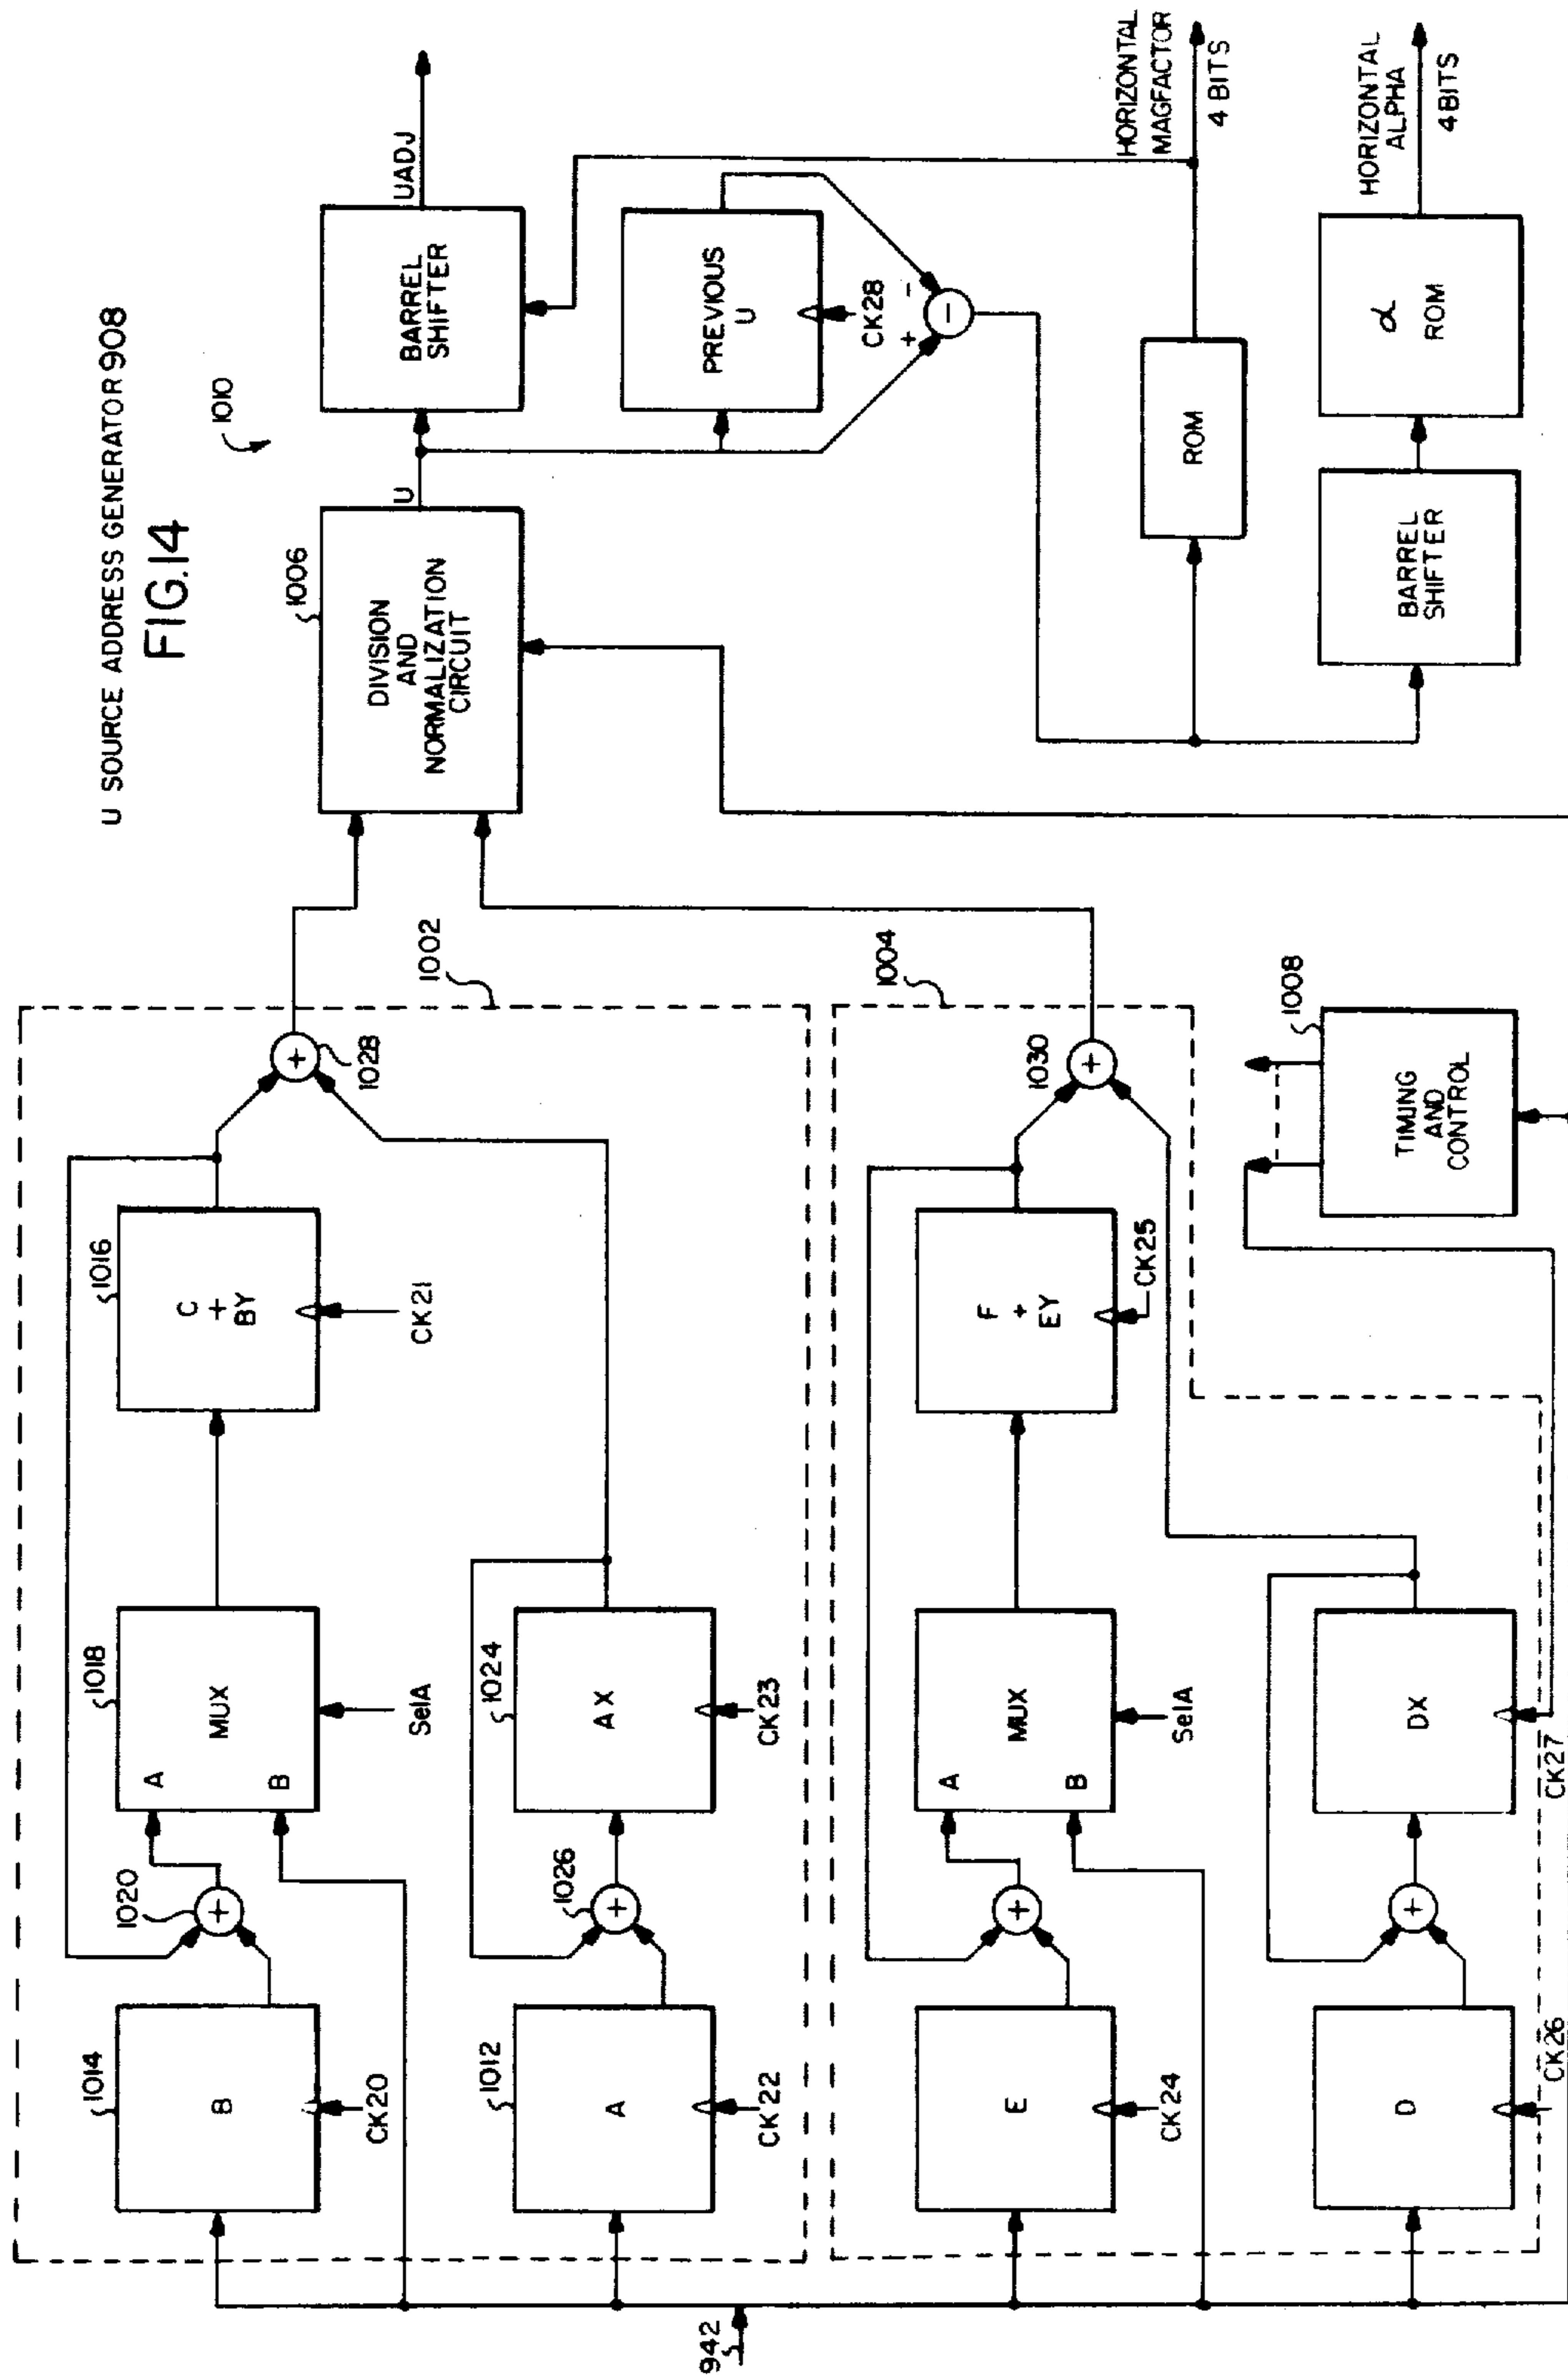 U SOURCE ADDRESS GENERATOR 908
FIG.14
1010
1014
B
CK20
1020
+
1018
A
B
MUX
SelA
1016
C
+
BY
CK21
1028
+
1002
1012
A
CK22
1026
+
1024
AX
CK23
942
E
CK24
+
A
B
MUX
SelA
F
+
EY
CK25
1030
+
1004
D
CK26
+
DX
CK27
1008
TIMING
AND
CONTROL
1006
DIVISION
AND
NORMALIZATION
CIRCUIT
U
BARREL
SHIFTER
UADJ
PREVIOUS
U
CK28
+
-
−
ROM
HORIZONTAL
MAGFACTOR
4 BITS
BARREL
SHIFTER
α
ROM
HORIZONTAL
ALPHA
4BITS